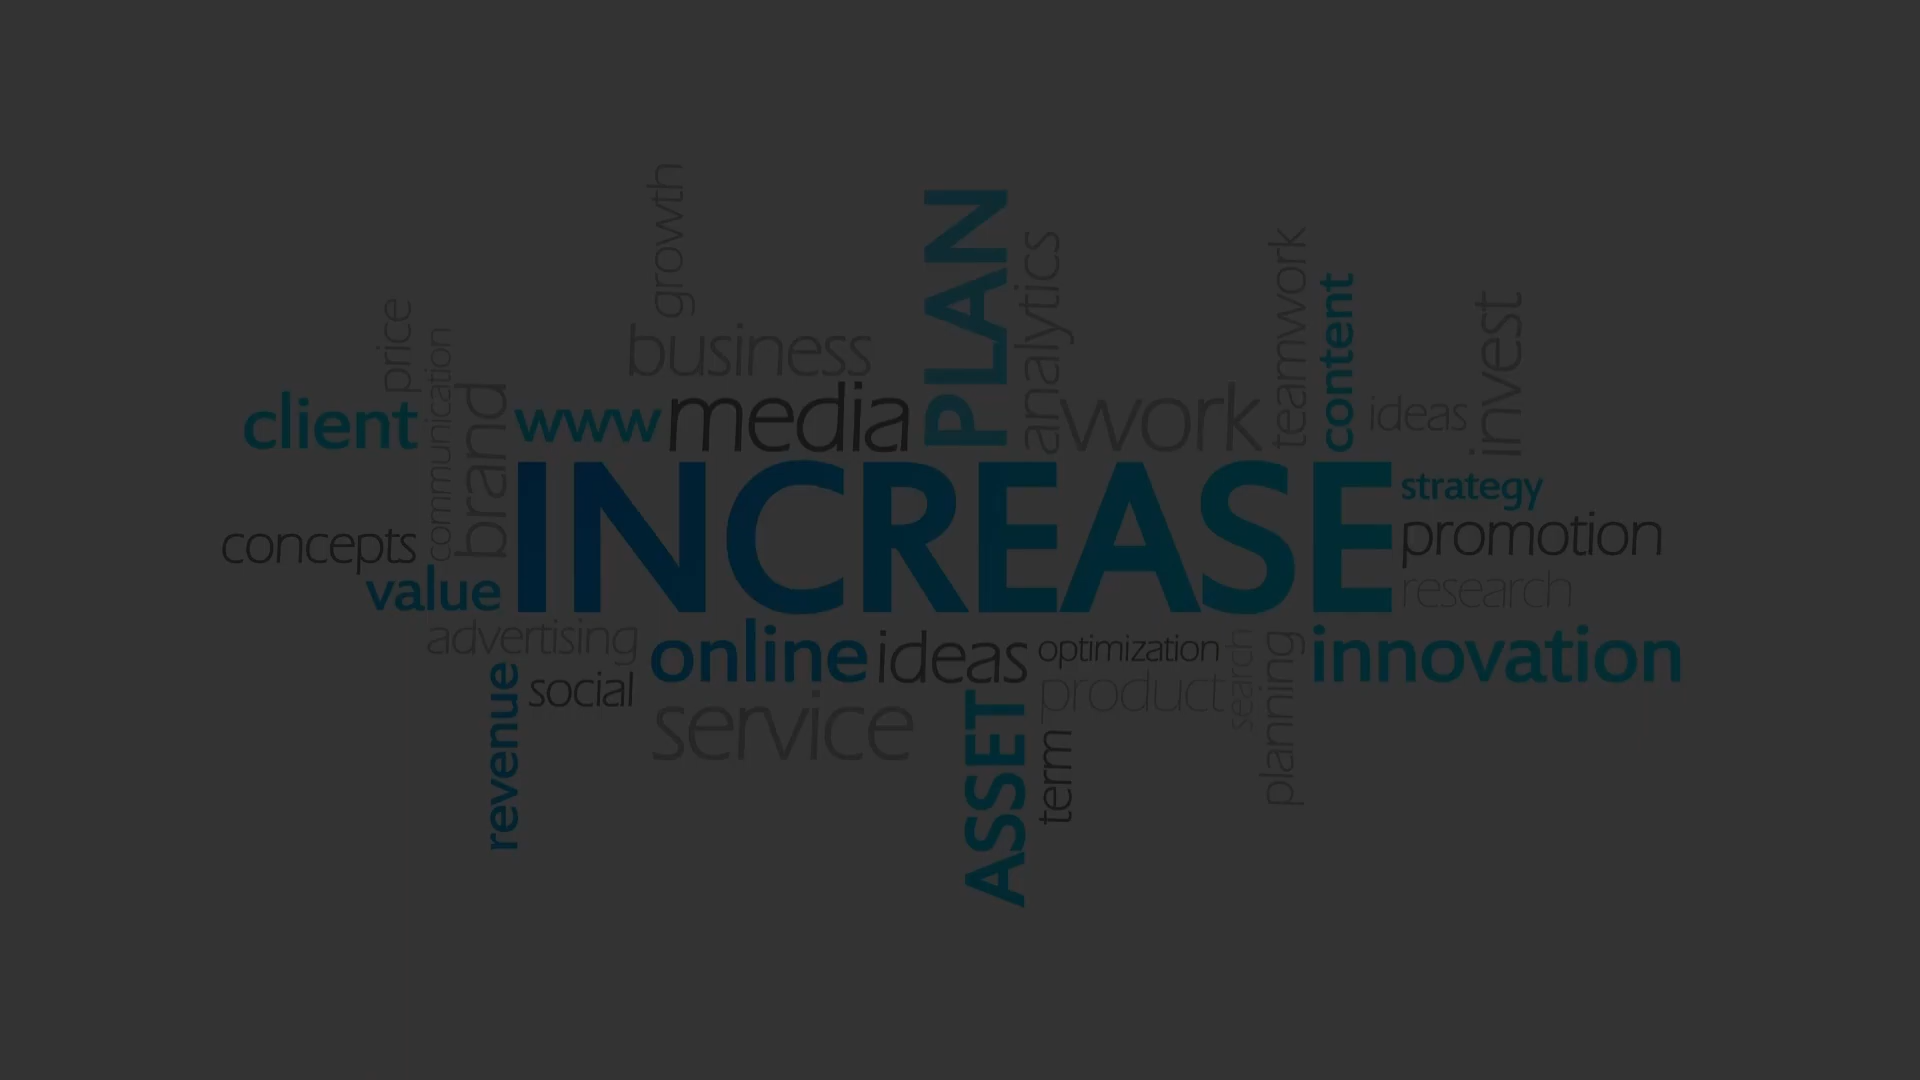 growth
PLAN
analytics
teamwork
content
invest
price
communication
business
client
brand
www
media
work
ideas
INCREASE
strategy
concepts
promotion
value
research
advertising
online
ideas
optimization
search
planning
innovation
revenue
social
product
service
ASSET
term